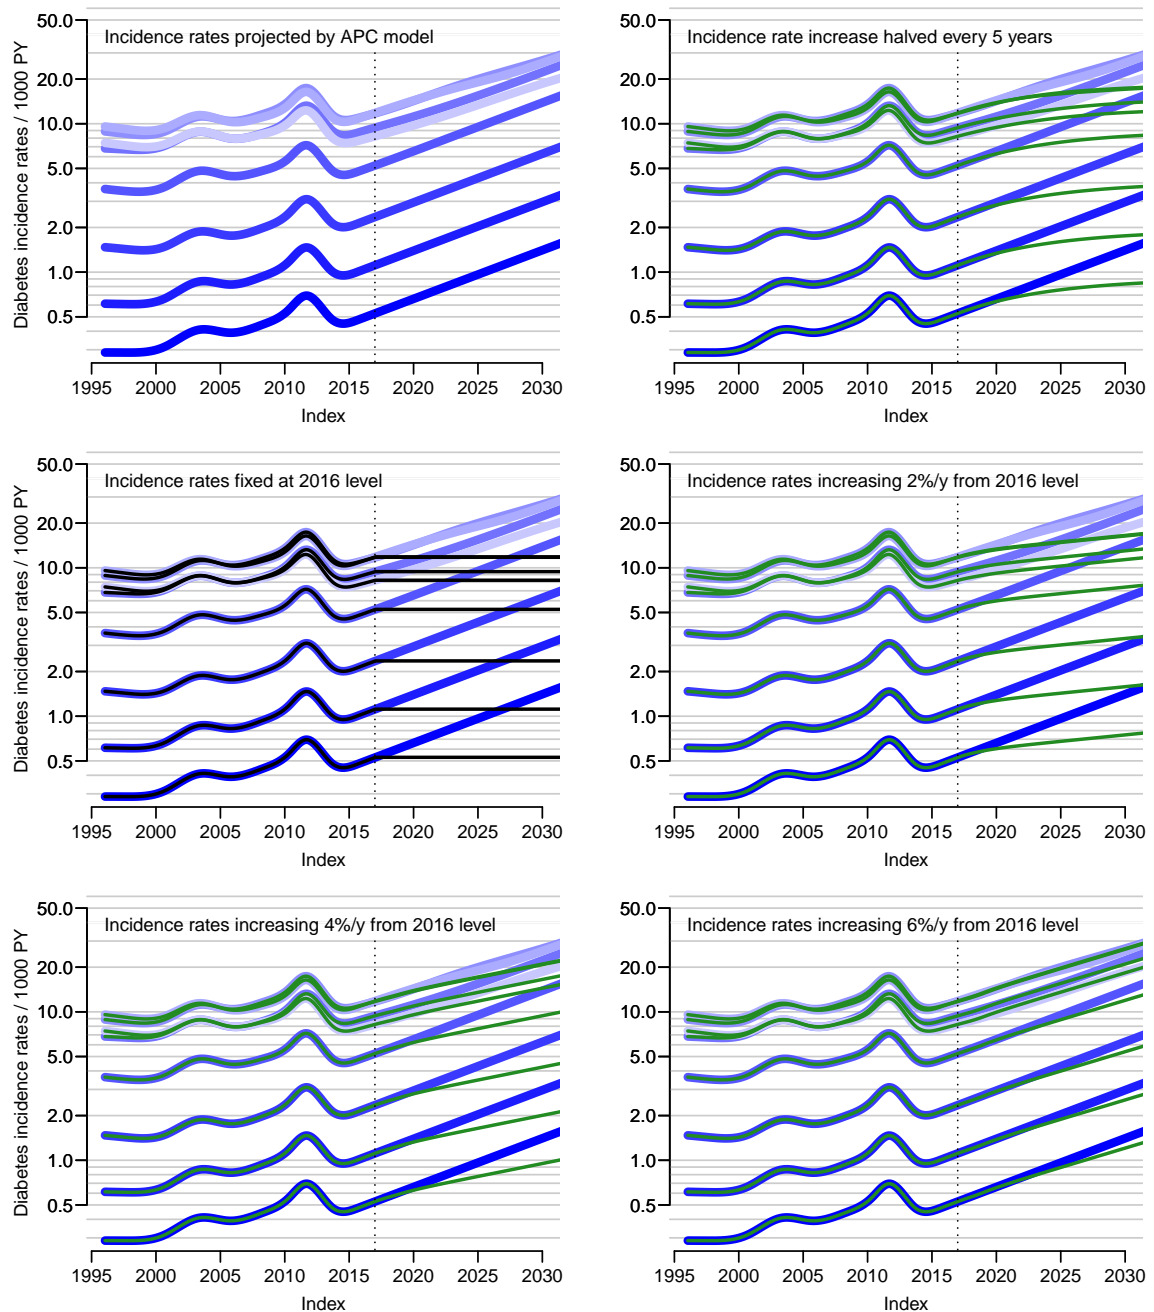 Incidence rates projected by APC model
Diabetes incidence rates / 1000 PY
50.0
20.0
10.0
5.0
2.0
1.0
0.5
1995 2000 2005 2010 2015 2020 2025 2030
Index
Incidence rate increase halved every 5 years
50.0
20.0
10.0
5.0
2.0
1.0
0.5
1995 2000 2005 2010 2015 2020 2025 2030
Index
Incidence rates fixed at 2016 level
Diabetes incidence rates / 1000 PY
50.0
20.0
10.0
5.0
2.0
1.0
0.5
1995 2000 2005 2010 2015 2020 2025 2030
Index
Incidence rates increasing 2%/y from 2016 level
50.0
20.0
10.0
5.0
2.0
1.0
0.5
1995 2000 2005 2010 2015 2020 2025 2030
Index
Incidence rates increasing 4%/y from 2016 level
Diabetes incidence rates / 1000 PY
50.0
20.0
10.0
5.0
2.0
1.0
0.5
1995 2000 2005 2010 2015 2020 2025 2030
Index
Incidence rates increasing 6%/y from 2016 level
50.0
20.0
10.0
5.0
2.0
1.0
0.5
1995 2000 2005 2010 2015 2020 2025 2030
Index